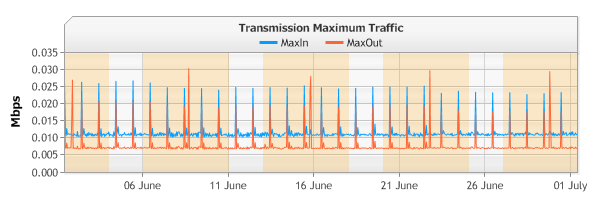 Transmission Maximum Traffic
MaxIn MaxOut
Mbps
0.035
0.030
0.025
0.020
0.015
0.010
0.005
0.000
06 June 11 June 16 June 21 June 26 June 01 July